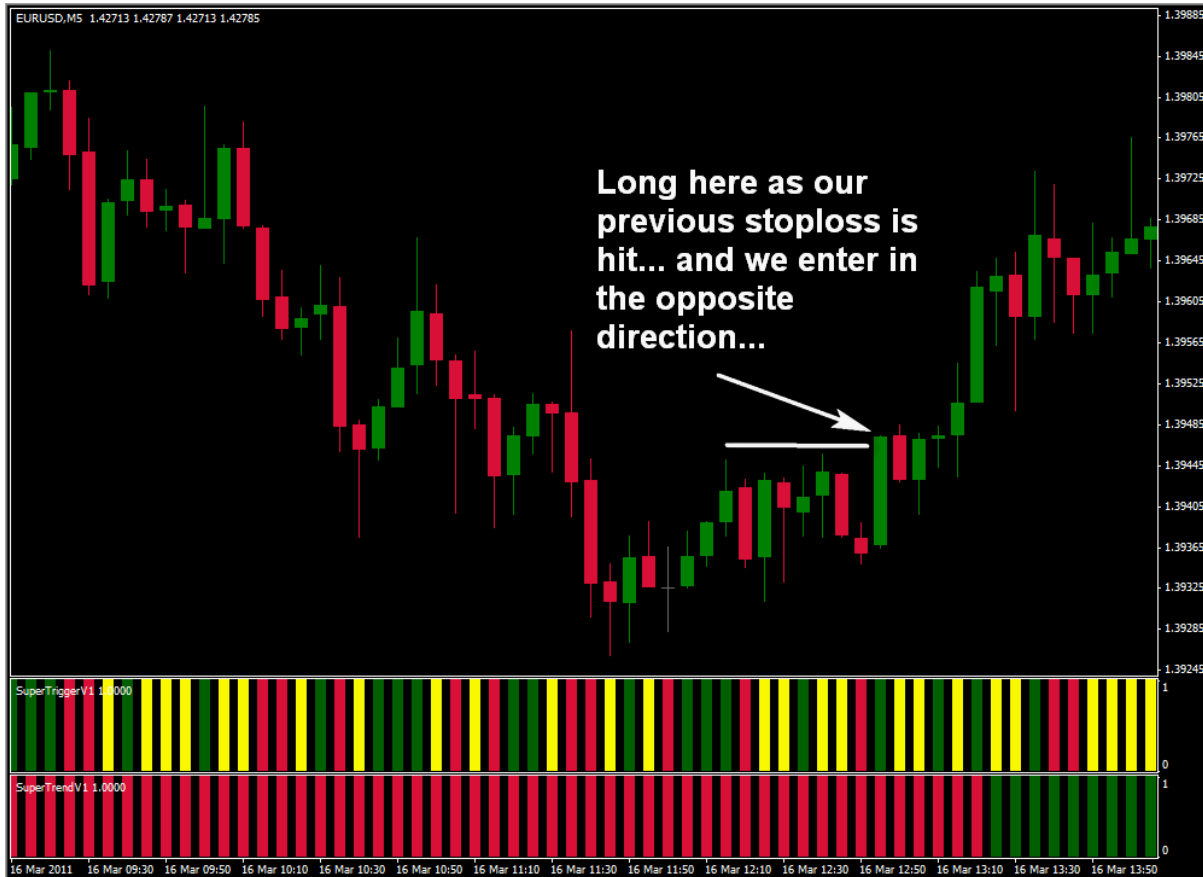 EURUSD,M5 1.42713 1.42787 1.42713 1.42785
1.39885
1.39845
1.39805
1.39765
1.39725
1.39685
1.39645
1.39605
1.39565
1.39525
1.39485
1.39445
1.39405
1.39365
1.39325
1.39285
1.39245
Long here as our
previous stoploss is
hit... and we enter in
the opposite
direction...
SuperTriggerV1 1.0000
1
0
SuperTrendV1 1.0000
1
0
16 Mar 2011 16 Mar 09:30 16 Mar 09:50 16 Mar 10:10 16 Mar 10:30 16 Mar 10:50 16 Mar 11:10 16 Mar 11:30 16 Mar 11:50 16 Mar 12:10 16 Mar 12:30 16 Mar 12:50 16 Mar 13:10 16 Mar 13:30 16 Mar 13:50